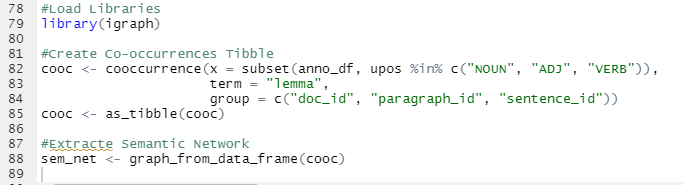 78 #Load Libraries
79 library(igraph)
80
81 #Create Co-occurrences Tibble
82 cooc <- cooccurrence(x = subset(anno_df, upos %in% c("NOUN", "ADJ", "VERB")),
83 term = "lemma",
84 group = c("doc_id", "paragraph_id", "sentence_id"))
85 cooc <- as_tibble(cooc)
86
87 #Extracte Semantic Network
88 sem_net <- graph_from_data_frame(cooc)
89